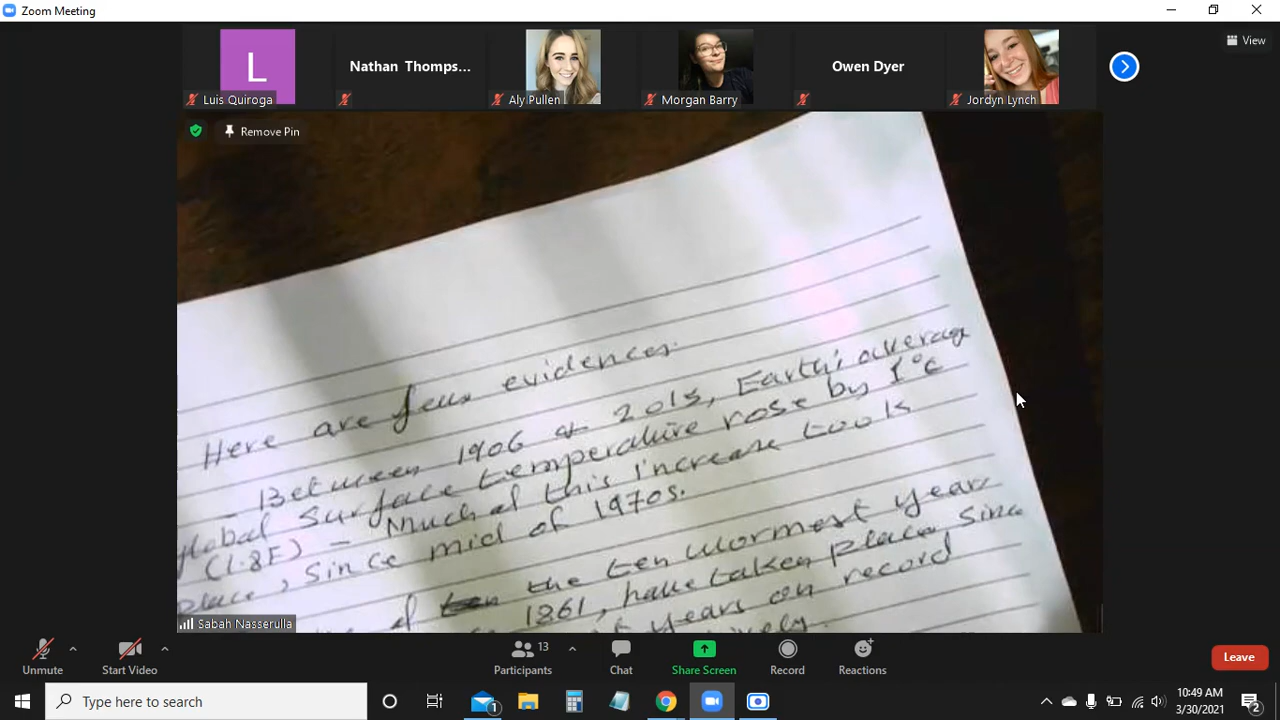 Zoom Meeting
View
L
Luis Quiroga
Nathan Thomps...
Aly Pullen
Morgan Barry
Owen Dyer
Jordyn Lynch
Remove Pin
Here are few evidences.
- Between 1906 & 2015, Earth's average
global surface temperature rose by 1°C
(1.8F) - Much of this increase took
place, since mid of 1970s.
of the ten wormest years
1861, have taken places since
years on record
Sabah Nasserulla
Unmute
Start Video
Participants
13
Chat
Share Screen
Record
Reactions
Leave
Type here to search
1
10:49 AM
3/30/2021
2